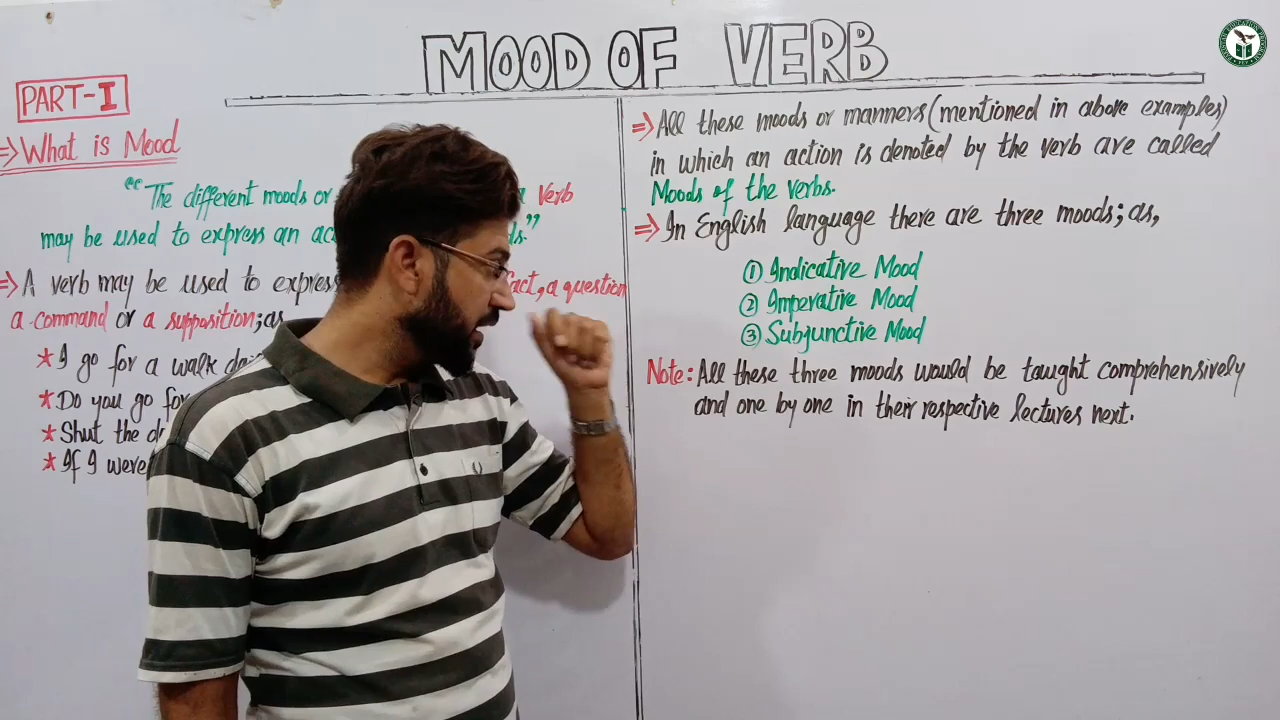 MOOD OF VERB
PART-I
⇒ What is Mood
“The different moods or Verb
may be used to express an
⇒ A verb may be used to express fact, a question
a command or a supposition; as
* I go for a walk
* Do you go for
* Shut the
* If I were
⇒ All these moods or manners (mentioned in above examples)
in which an action is denoted by the verb are called
Moods of the verbs.
⇒ In English language there are three moods; as,
① Indicative Mood
② Imperative Mood
③ Subjunctive Mood
Note: All these three moods would be taught comprehensively
and one by one in their respective lectures next.